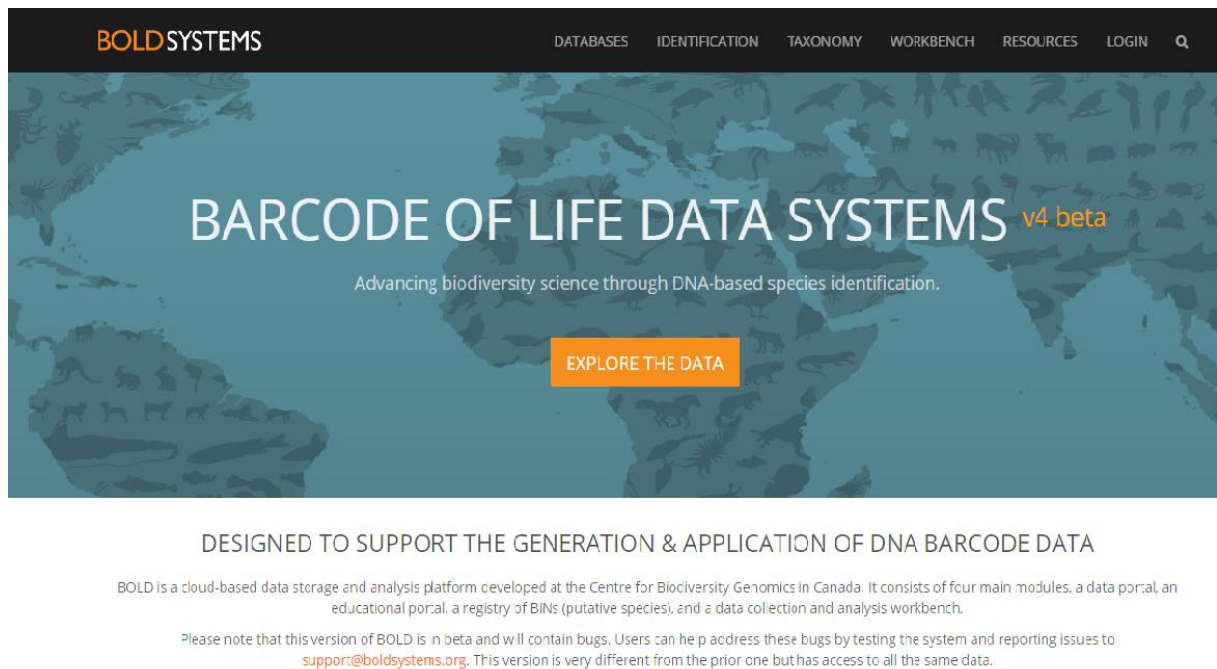 BOLDSYSTEMS
DATABASES IDENTIFICATION TAXONOMY WORKBENCH RESOURCES LOGIN
BARCODE OF LIFE DATA SYSTEMS v4 beta
Advancing biodiversity science through DNA-based species identification.
EXPLORE THE DATA
DESIGNED TO SUPPORT THE GENERATION & APPLICATION OF DNA BARCODE DATA
BOLD is a cloud-based data storage and analysis platform developed at the Centre for Biodiversity Genomics in Canada. It consists of four main modules, a data portal, an
educational portal, a registry of BINs (putative species), and a data collection and analysis workbench.
Please note that this version of BOLD is in beta and will contain bugs. Users can help address these bugs by testing the system and reporting issues to
support@boldsystems.org. This version is very different from the prior one but has access to all the same data.